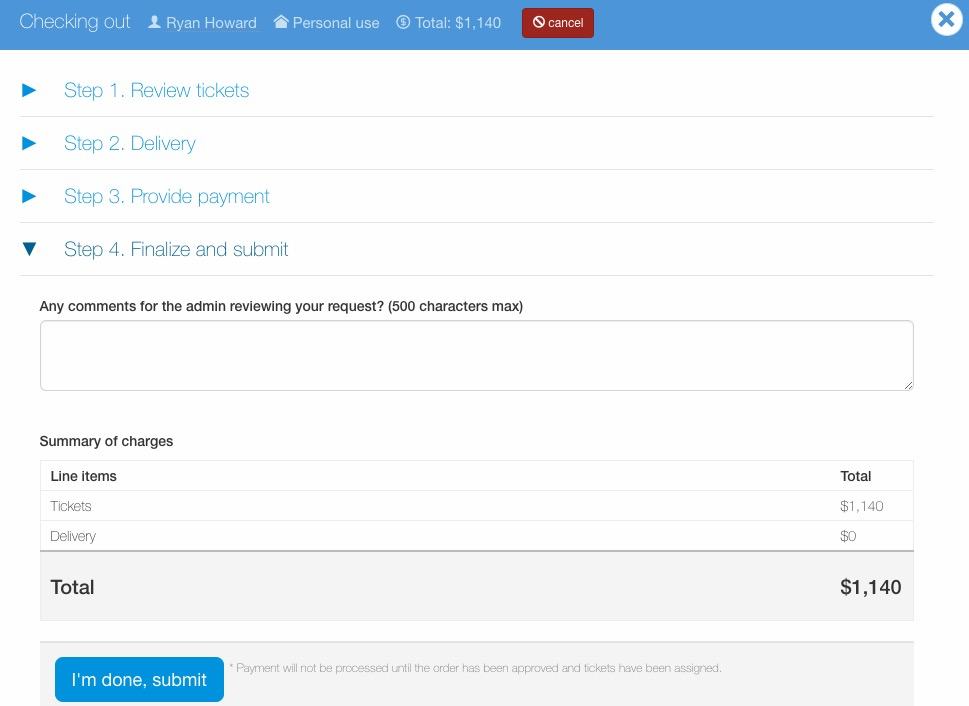 Checking out Ryan Howard Personal use Total: $1,140 cancel
Step 1. Review tickets
Step 2. Delivery
Step 3. Provide payment
Step 4. Finalize and submit
Any comments for the admin reviewing your request? (500 characters max)
Summary of charges
Line items Total
Tickets $1,140
Delivery $0
Total $1,140
* Payment will not be processed until the order has been approved and tickets have been assigned.
I'm done, submit